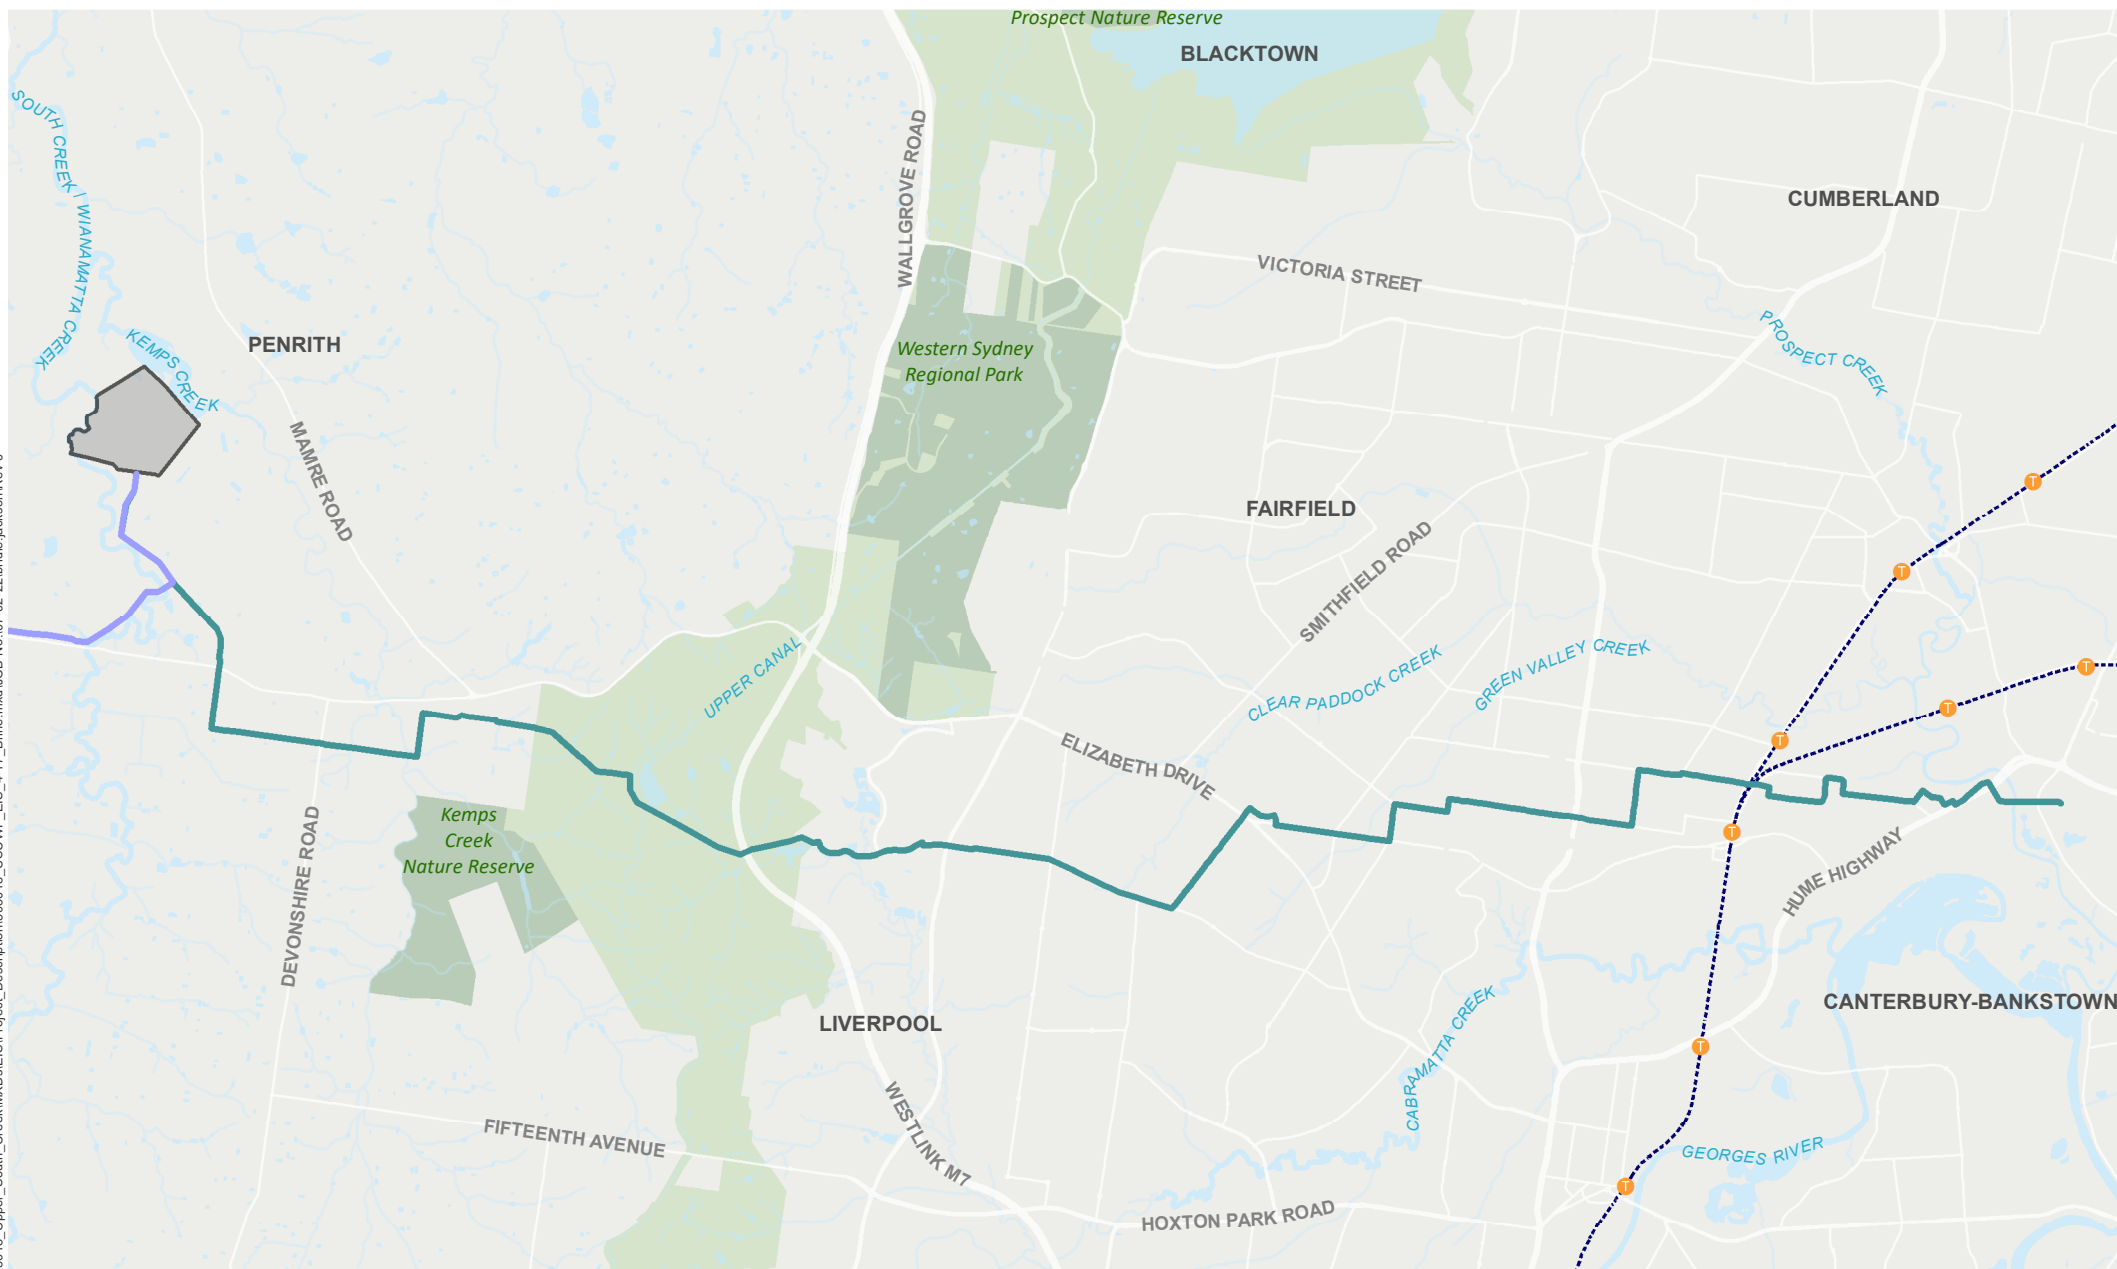 Prospect Nature Reserve
BLACKTOWN
SOUTH CREEK / WIANAMATTA CREEK
WALLGROVE ROAD
CUMBERLAND
VICTORIA STREET
PENRITH
KEMPS CREEK
Western Sydney
Regional Park
PROSPECT CREEK
MAMRE ROAD
FAIRFIELD
SMITHFIELD ROAD
T
T
UPPER CANAL
CLEAR PADDOCK CREEK
GREEN VALLEY CREEK
T
T
T
ELIZABETH DRIVE
Kemps
Creek
Nature Reserve
DEVONSHIRE ROAD
T
HUME HIGHWAY
LIVERPOOL
CANTERBURY-BANKSTOWN
CABRAMATTA CREEK
T
FIFTEENTH AVENUE
WESTLINK M7
GEORGES RIVER
T
HOXTON PARK ROAD